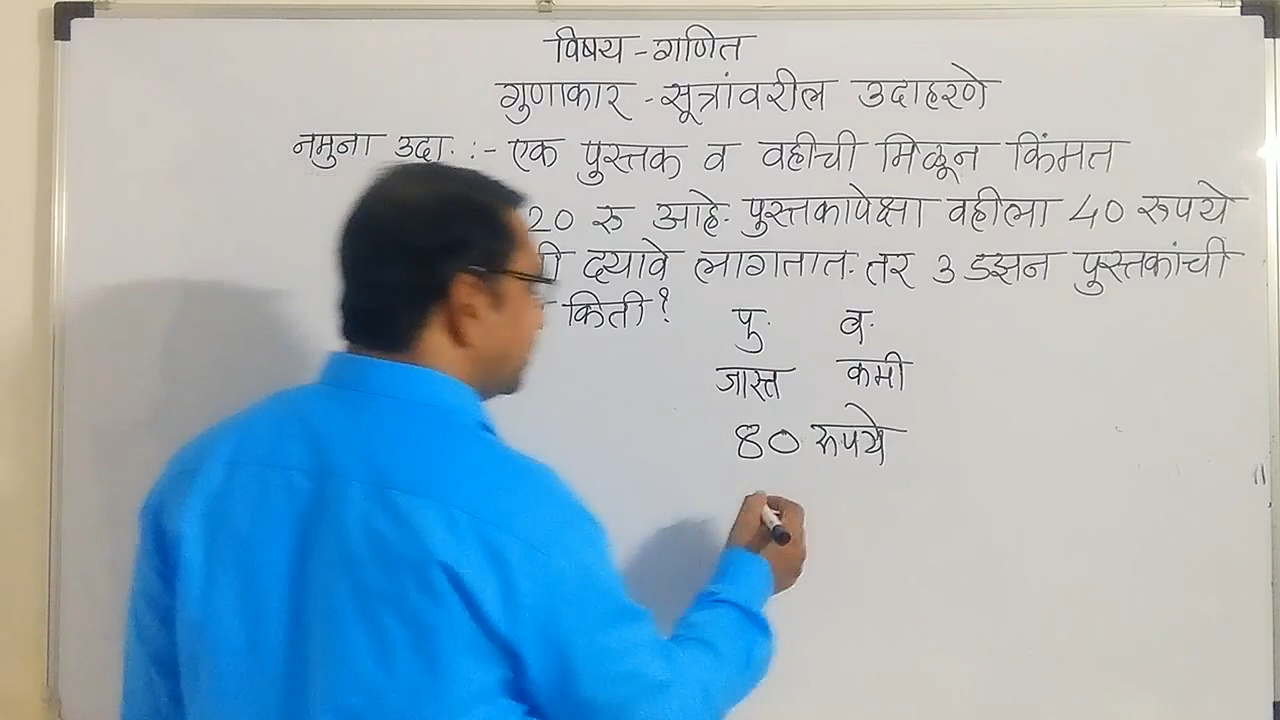 विषय - गणित
गुणाकार - सूत्रांवरील उदाहरणे
नमुना उदा. :- एक पुस्तक व वहीची मिळून किंमत
20 रु आहे. पुस्तकापेक्षा वहीला 40 रुपये
दयावे लागतात. तर 3 डझन पुस्तकांची
किती?
पु. व.
जास्त कमी
80 रुपये